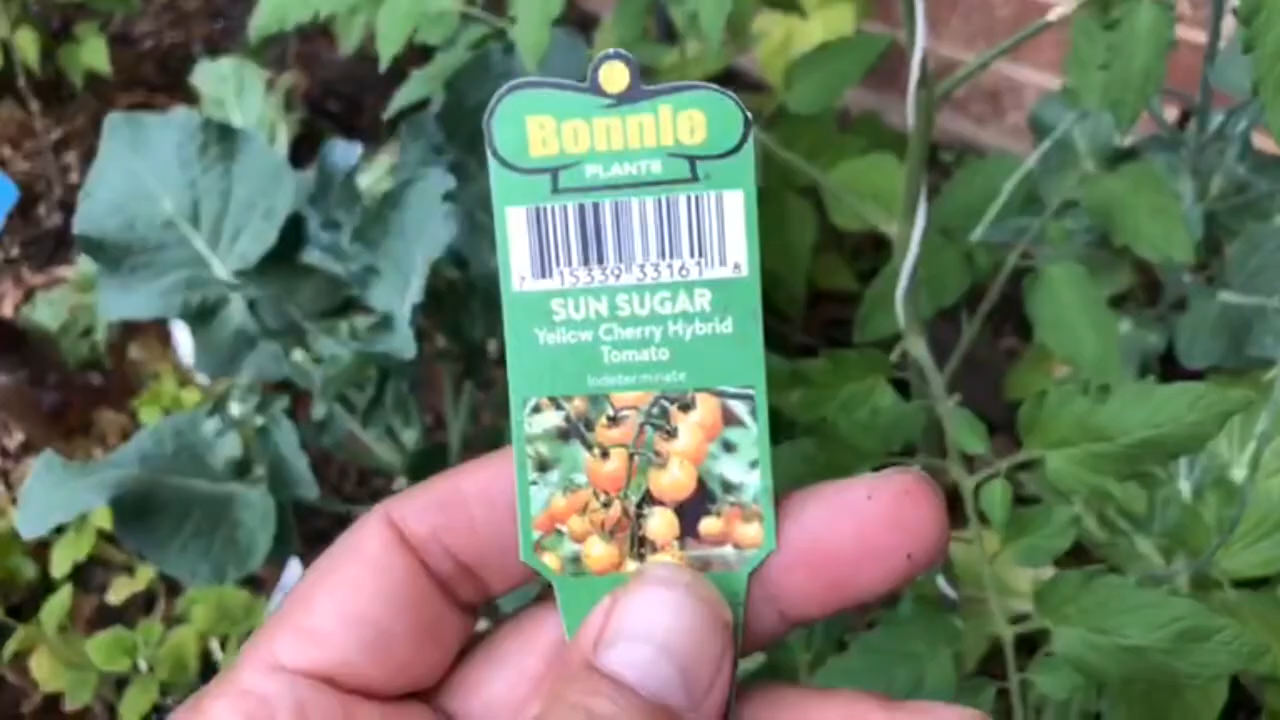 Bonnie
PLANTS
7 15339 33161 8
SUN SUGAR
Yellow Cherry Hybrid
Tomato
Indeterminate